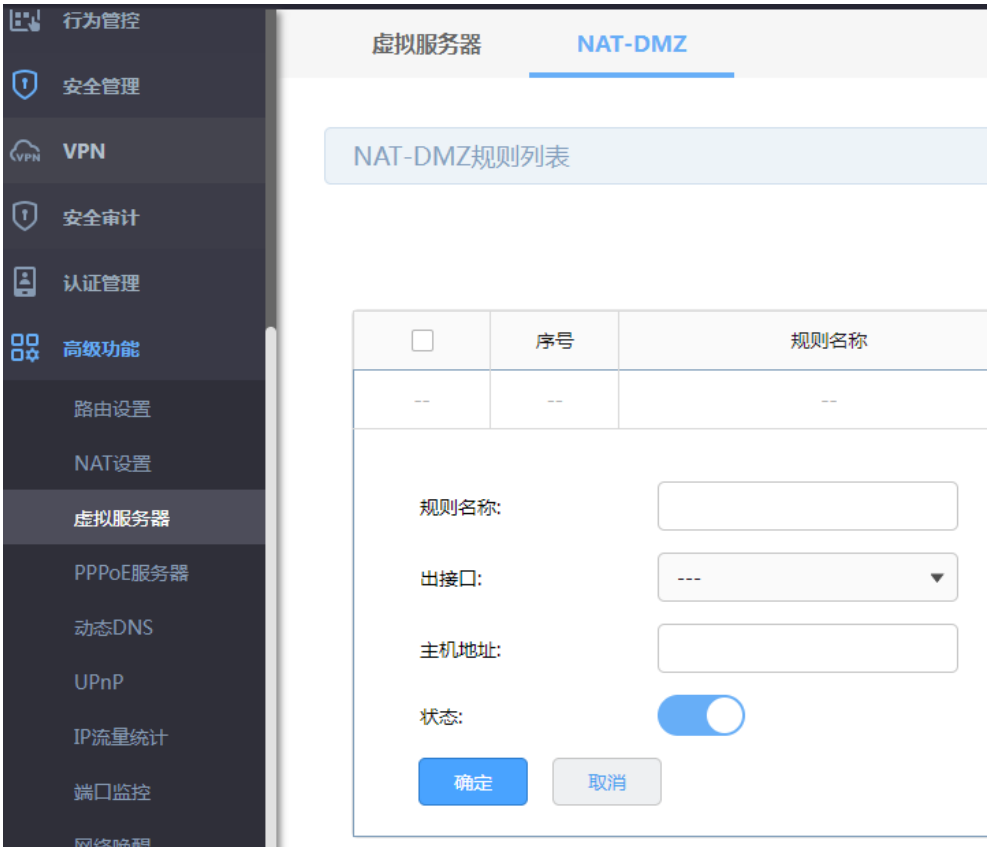 行为管控
安全管理
VPN
VPN
安全审计
认证管理
高级功能
路由设置
NAT设置
虚拟服务器
PPPoE服务器
动态DNS
UPnP
IP流量统计
端口监控
网络唤醒
虚拟服务器 NAT-DMZ
NAT-DMZ规则列表
序号 规则名称
-- -- --
规则名称:
出接口: ---
主机地址:
状态:
确定 取消